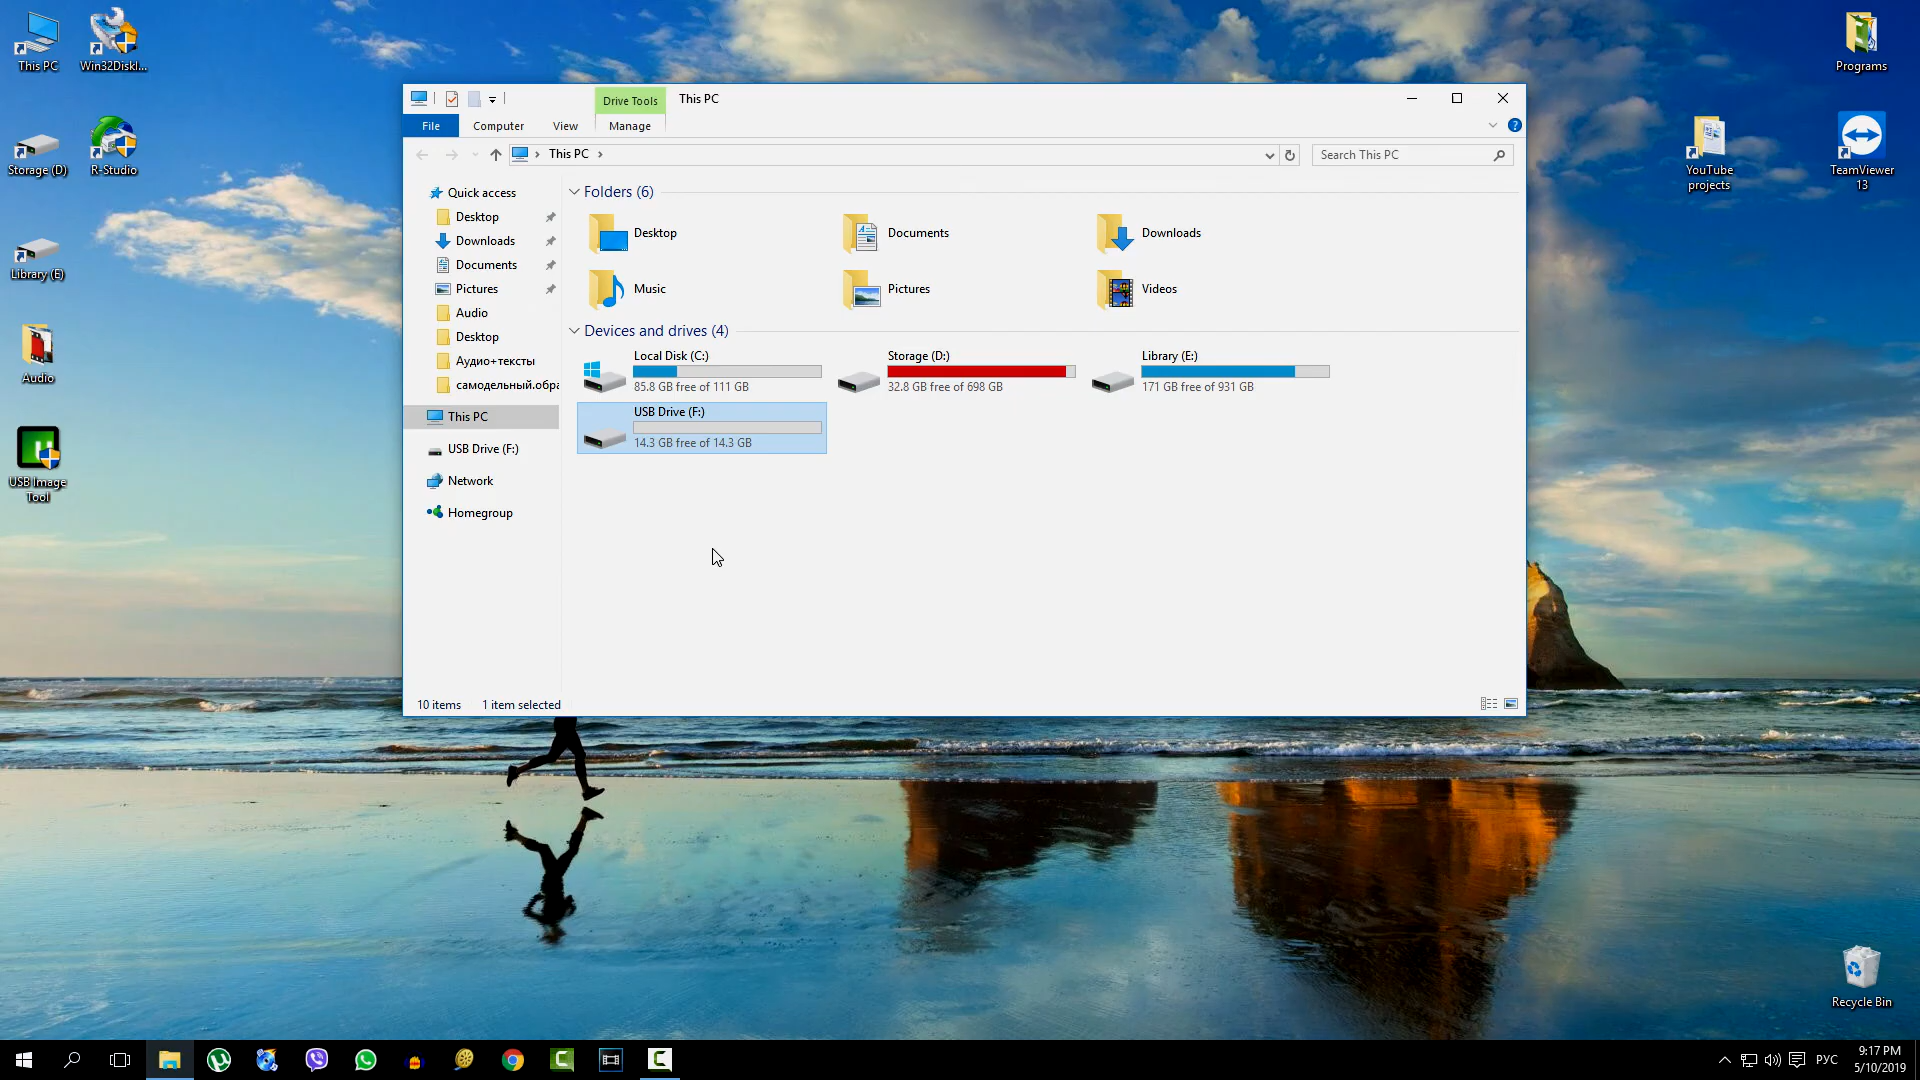 This PC
Win32DiskI...
Storage (D)
R-Studio
Library (E)
Audio
USB Image
Tool
Drive Tools
This PC
File
Computer
View
Manage
This PC
Search This PC
Quick access
Desktop
Downloads
Documents
Pictures
Audio
Desktop
Аудио+тексты
самодельный.обра
This PC
USB Drive (F:)
Network
Homegroup
Folders (6)
Desktop
Documents
Downloads
Music
Pictures
Videos
Devices and drives (4)
Local Disk (C:)
85.8 GB free of 111 GB
Storage (D:)
32.8 GB free of 698 GB
Library (E:)
171 GB free of 931 GB
USB Drive (F:)
14.3 GB free of 14.3 GB
10 items
1 item selected
Programs
YouTube
projects
TeamViewer
13
Recycle Bin
РУС
9:17 PM
5/10/2019